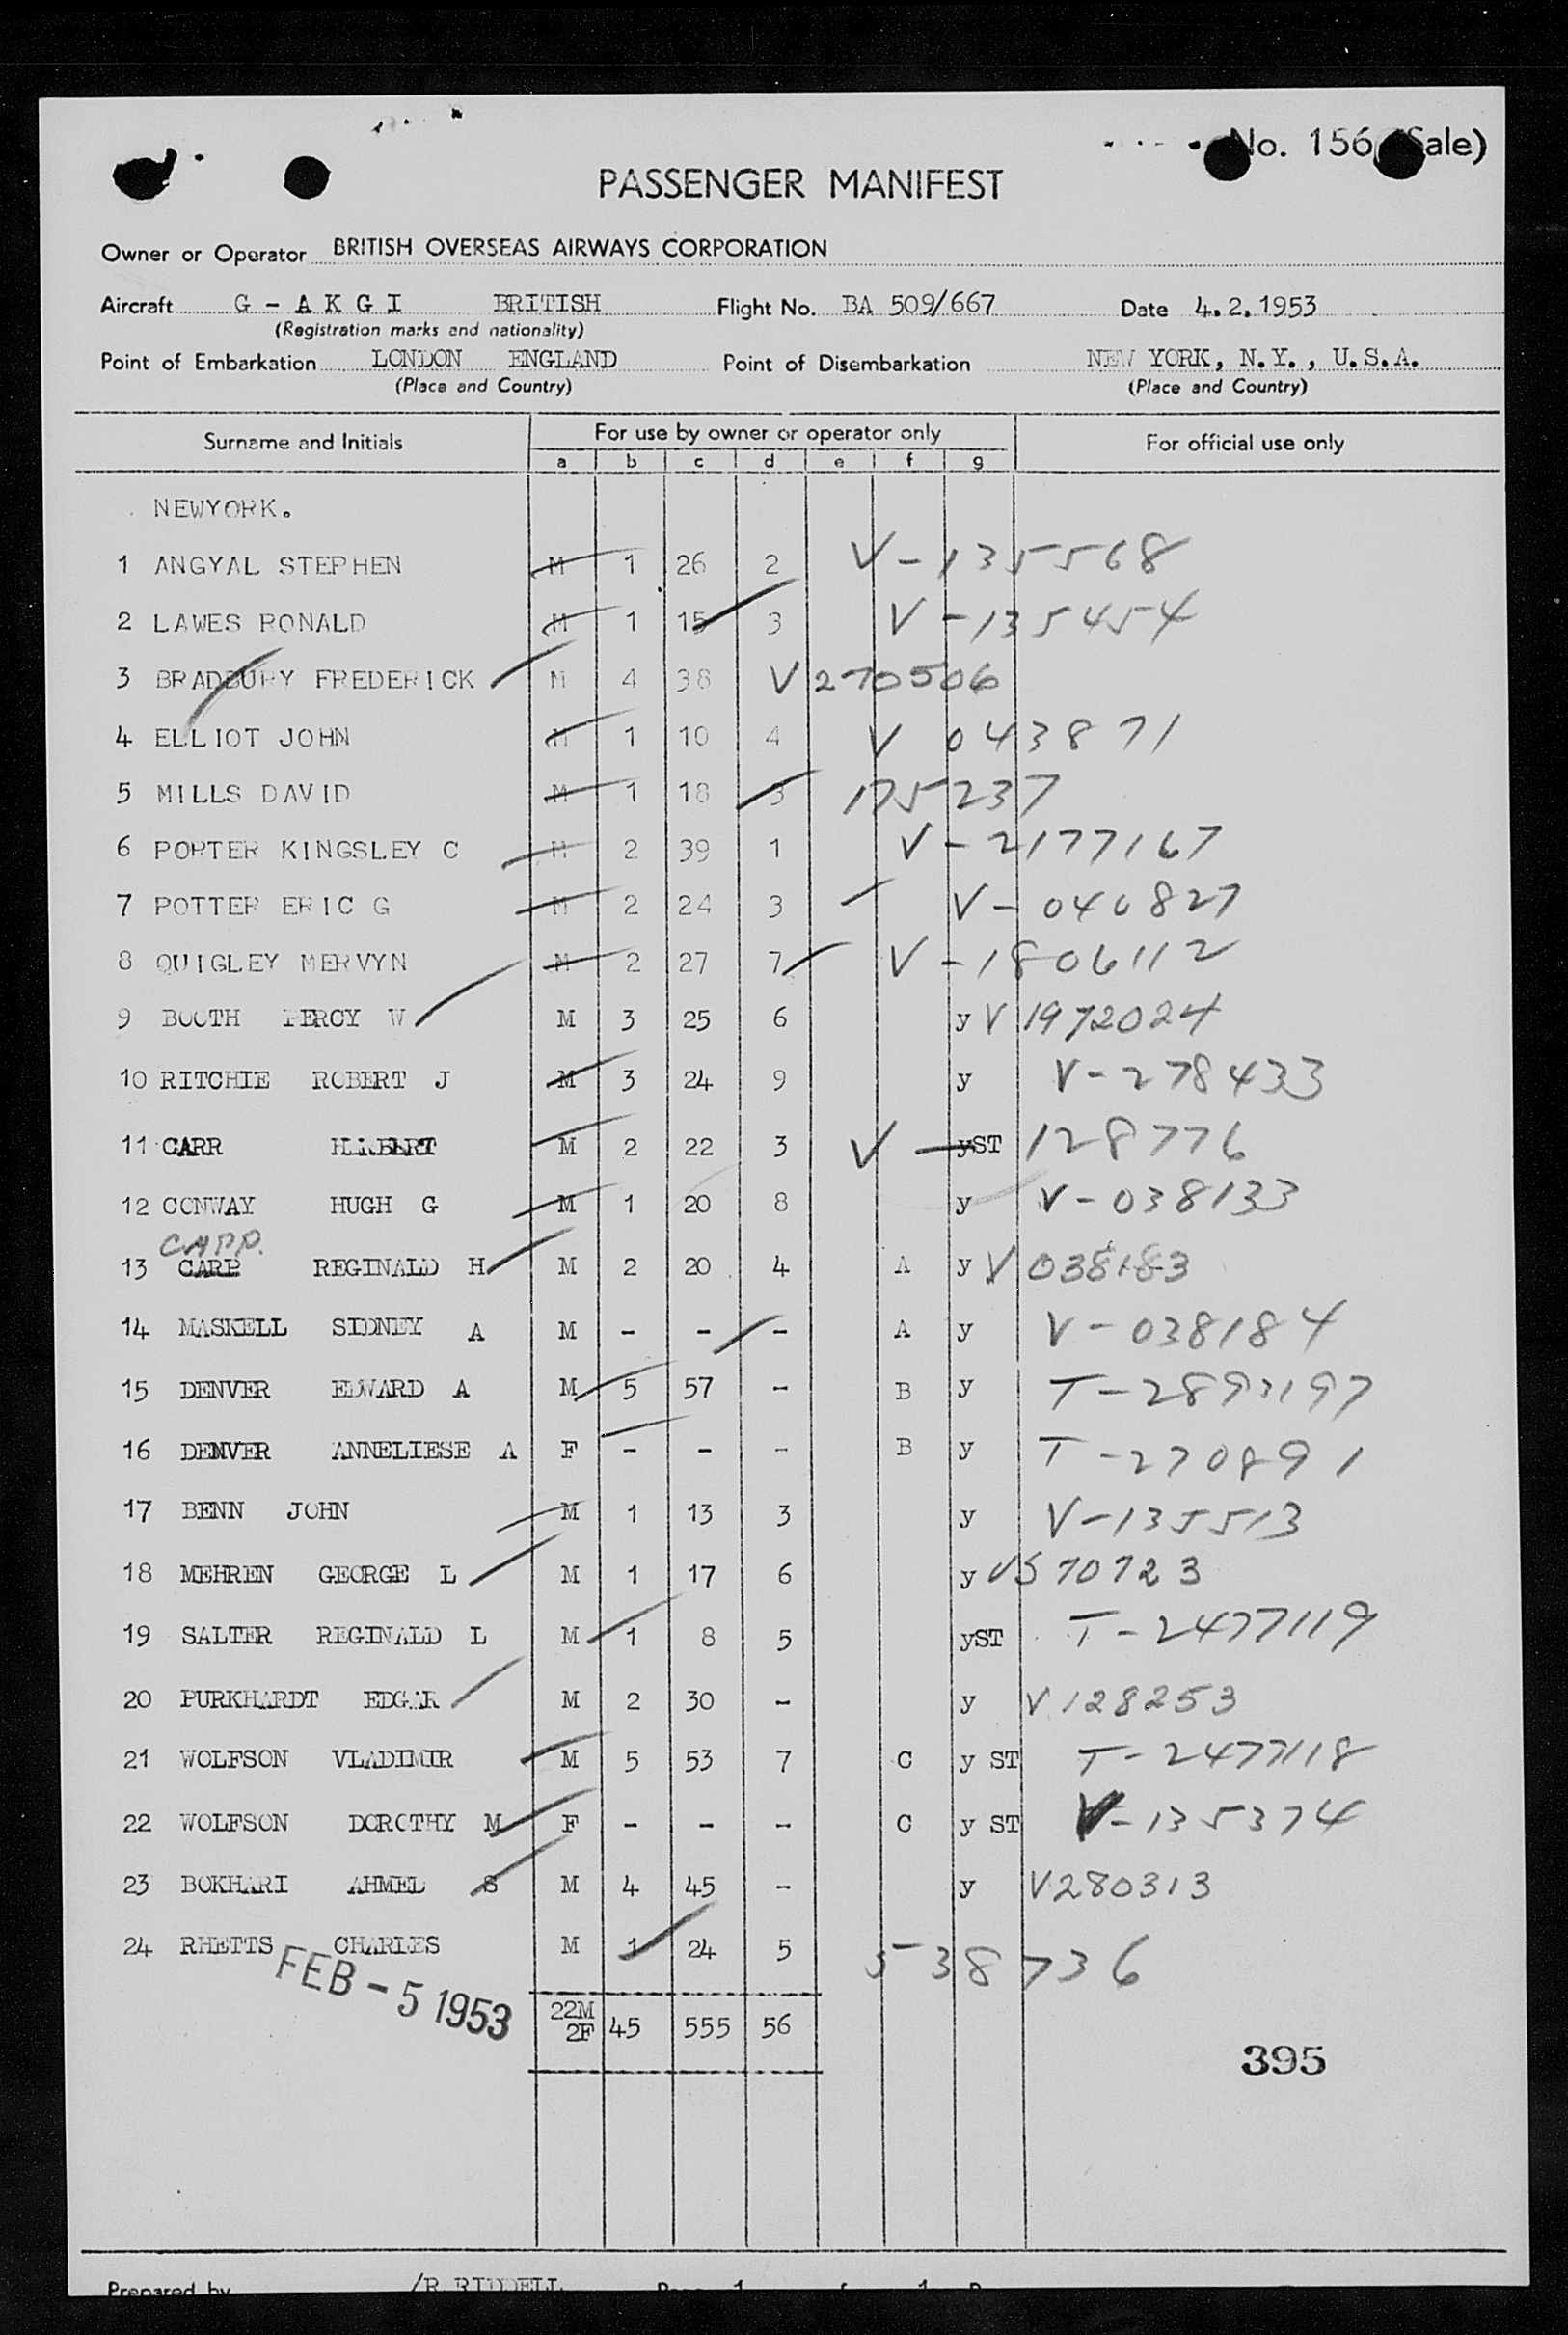 No. 156 (Sale)
PASSENGER MANIFEST
Owner or Operator BRITISH OVERSEAS AIRWAYS CORPORATION
Aircraft G - A K G I BRITISH Flight No. BA 509/667 Date 4.2.1953
(Registration marks and nationality)
Point of Embarkation LONDON ENGLAND Point of Disembarkation NEW YORK, N.Y., U.S.A.
(Place and Country) (Place and Country)
Surname and Initials For use by owner or operator only For official use only
a b c d e f g
NEWYORK.
1 ANGYAL STEPHEN M 1 26 2 V-135568
2 LAWES RONALD M 1 15 3 V-135454
3 BRADBURY FREDERICK M 4 38 V270506
4 ELLIOT JOHN M 1 10 4 V 043871
5 MILLS DAVID M 1 18 3 175237
6 PORTER KINGSLEY C M 2 39 1 V-2177167
7 POTTER ERIC G M 2 24 3 V-040827
8 QUIGLEY MERVYN M 2 27 7 V-1806112
9 BOOTH PERCY W M 3 25 6 y V 1972024
10 RITCHIE ROBERT J M 3 24 9 y V-278433
11 CARR M 2 22 3 V yST 128776
12 CONWAY HUGH G M 1 20 8 y V-038133
CAPP.
13 CARR REGINALD H M 2 20 4 A y V 038183
14 MASKELL SIDNEY A M - - - A y V-038184
15 DENVER EDWARD A M 5 57 - B y T-2893197
16 DENVER ANNELIESE A F - - - B y T-270891
17 BENN JOHN M 1 13 3 y V-135513
18 MEHREN GEORGE L M 1 17 6 y V570723
19 SALTER REGINALD L M 1 8 5 yST T-2477119
20 PURKHARDT EDGAR M 2 30 - y V 128253
21 WOLFSON VLADIMIR M 5 53 7 C y ST T-2477118
22 WOLFSON DOROTHY M F - - - C y ST V-135374
23 BOKHARI AHMED S M 4 45 - y V280313
24 RHETTS CHARLES M 1 24 5 538736
FEB - 5 1953
22M
2F 45 555 56
395
Prepared by /R RIDDELL